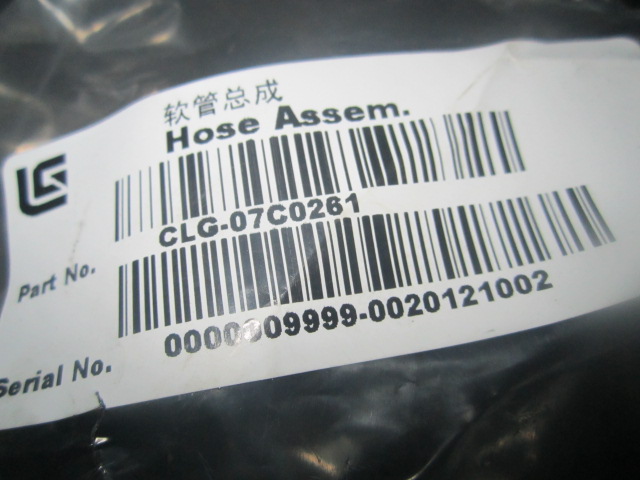 软管总成
Hose Assem.
Part No.
CLG-07C0261
Serial No.
0000009999-0020121002